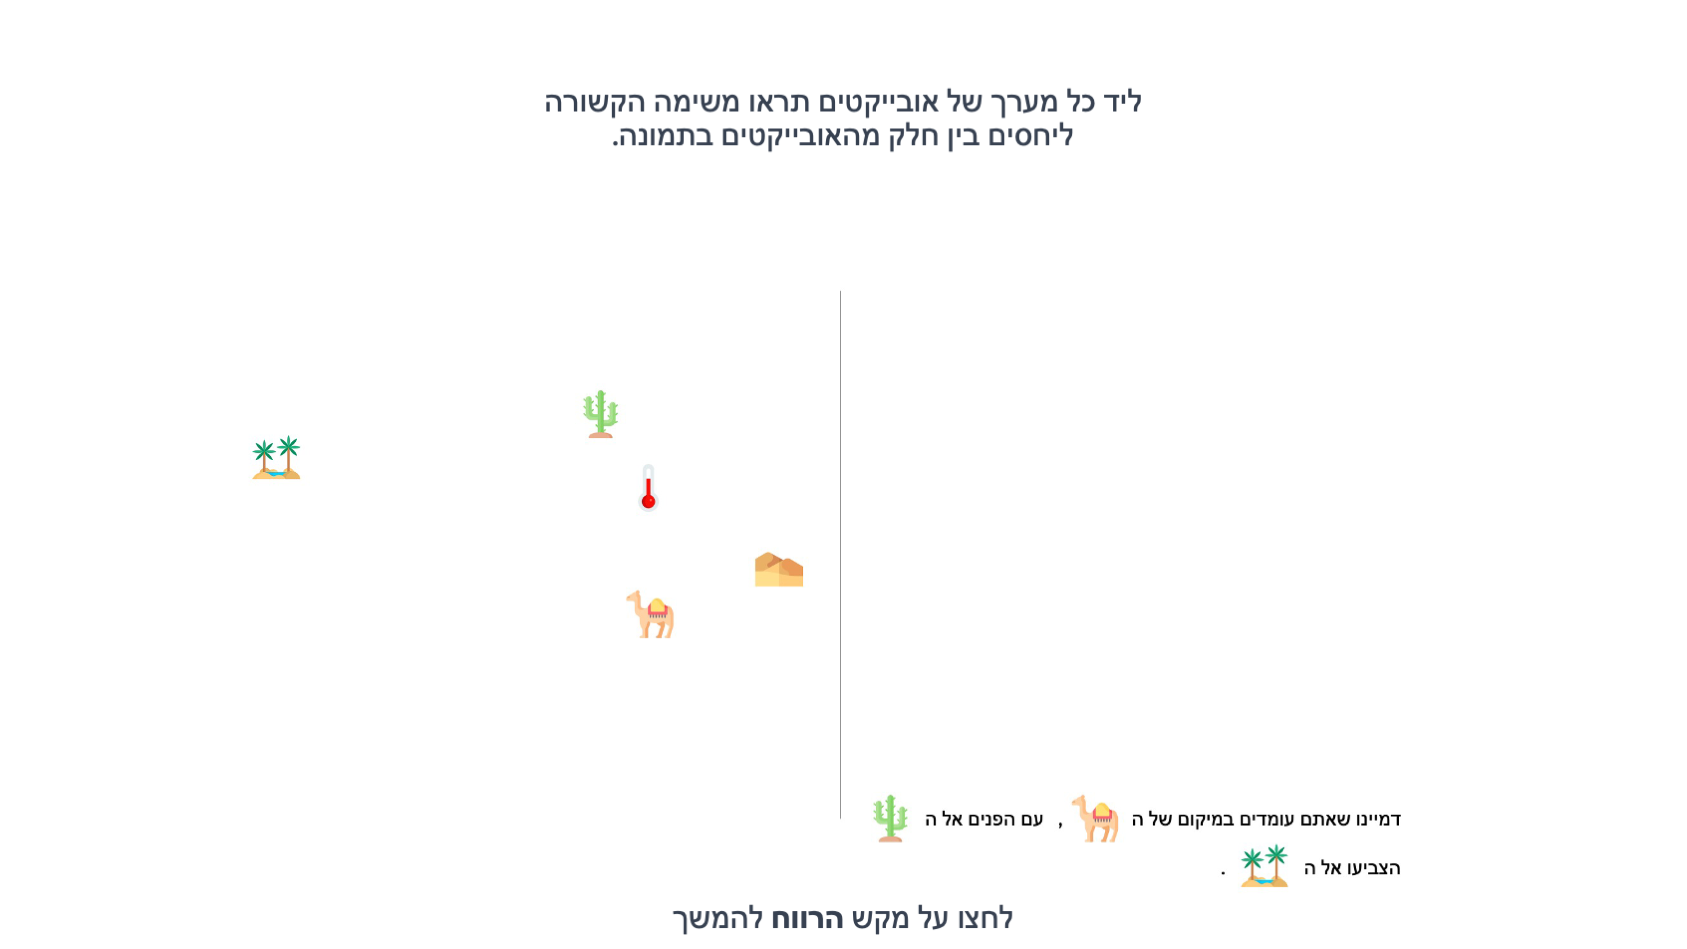 ליד כל מערך של אובייקטים תראו משימה הקשורה
ליחסים בין חלק מהאובייקטים בתמונה.
דמיינו שאתם עומדים במיקום של ה , עם הפנים אל ה
הצביעו אל ה .
לחצו על מקש הרווח להמשך